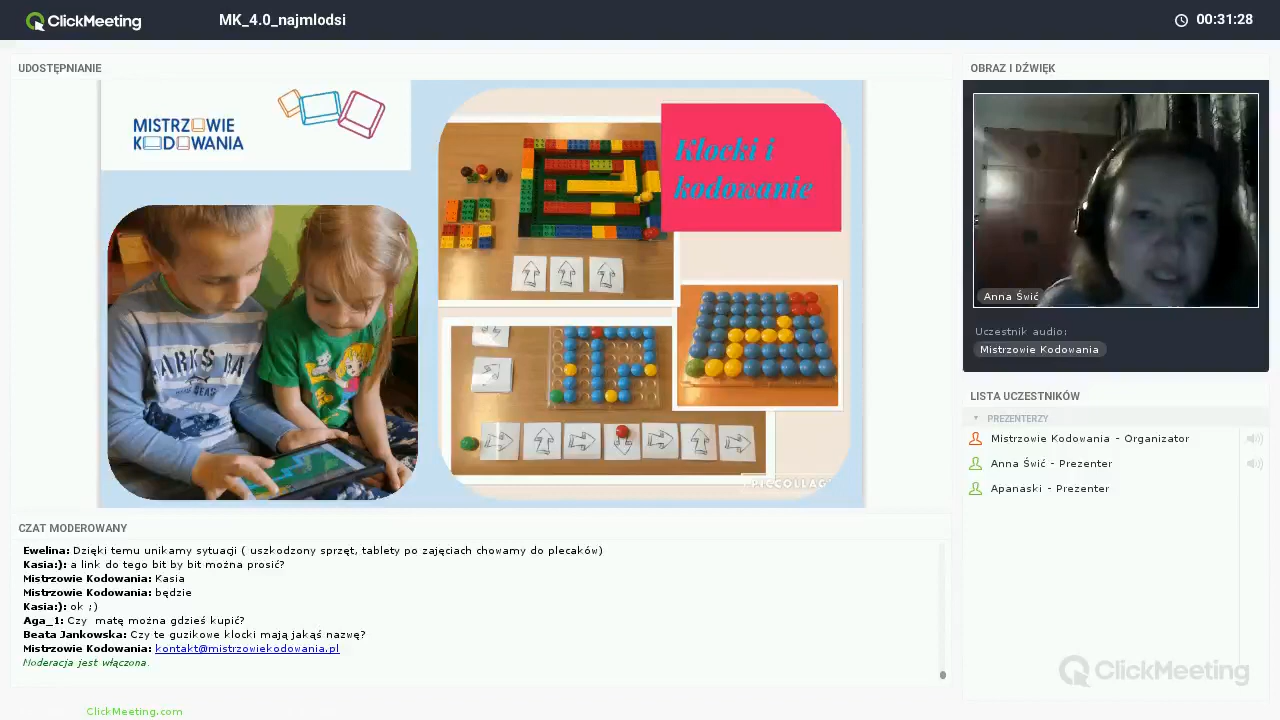 ClickMeeting
MK_4.0_najmlodsi
00:31:28
UDOSTĘPNIANIE
MISTRZOWIE
KODOWANIA
Klocki i
kodowanie
PICCOLLAGE
OBRAZ I DŹWIĘK
Anna Świć
Uczestnik audio:
Mistrzowie Kodowania
LISTA UCZESTNIKÓW
PREZENTERZY
Mistrzowie Kodowania - Organizator
Anna Świć - Prezenter
Apanaski - Prezenter
CZAT MODEROWANY
Ewelina: Dzięki temu unikamy sytuacji ( uszkodzony sprzęt, tablety po zajęciach chowamy do plecaków)
Kasia:): a link do tego bit by bit można prosić?
Mistrzowie Kodowania: Kasia
Mistrzowie Kodowania: będzie
Kasia:): ok ;)
Aga_1: Czy matę można gdzieś kupić?
Beata Jankowska: Czy te guzikowe klocki mają jakąś nazwę?
Mistrzowie Kodowania: kontakt@mistrzowiekodowania.pl
Moderacja jest włączona.
ClickMeeting
ClickMeeting.com